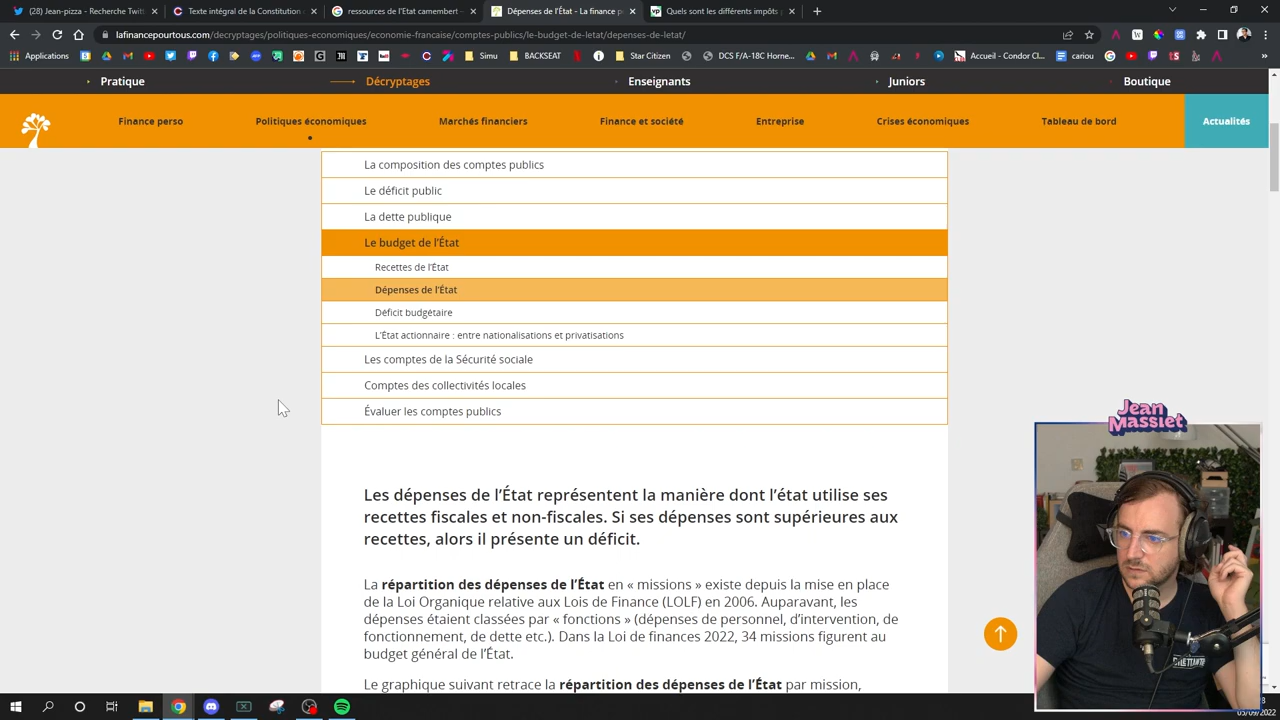 (28) Jean-pizza - Recherche Twitt
Texte intégral de la Constitution
ressources de l'Etat camembert –
Dépenses de l'État - La finance p
Quels sont les différents impôts
lafinancepourtous.com/decryptages/politiques-economiques/economie-francaise/comptes-publics/le-budget-de-letat/depenses-de-letat/
Applications
Simu
BACKSEAT
Star Citizen
DCS F/A-18C Horne...
Accueil - Condor Cl...
cariou
Pratique
Décryptages
Enseignants
Juniors
Boutique
Finance perso
Politiques économiques
Marchés financiers
Finance et société
Entreprise
Crises économiques
Tableau de bord
Actualités
La composition des comptes publics
Le déficit public
La dette publique
Le budget de l'État
Recettes de l'État
Dépenses de l'État
Déficit budgétaire
L'État actionnaire : entre nationalisations et privatisations
Les comptes de la Sécurité sociale
Comptes des collectivités locales
Évaluer les comptes publics
Jean
Massiet
Les dépenses de l'État représentent la manière dont l'état utilise ses
recettes fiscales et non-fiscales. Si ses dépenses sont supérieures aux
recettes, alors il présente un déficit.
La répartition des dépenses de l'État en « missions » existe depuis la mise en place
de la Loi Organique relative aux Lois de Finance (LOLF) en 2006. Auparavant, les
dépenses étaient classées par « fonctions » (dépenses de personnel, d'intervention, de
fonctionnement, de dette etc.). Dans la Loi de finances 2022, 34 missions figurent au
budget général de l'État.
Le graphique suivant retrace la répartition des dépenses de l'État par mission,
05/09/2022